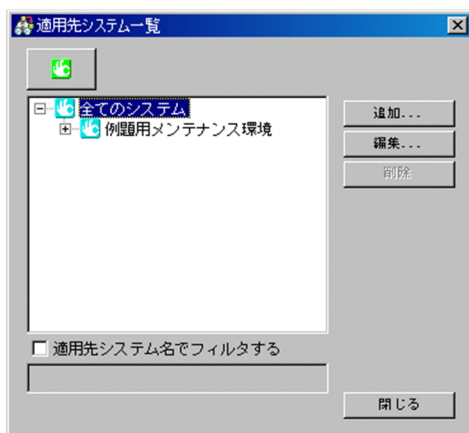 適用先システム一覧
全てのシステム
例題用メンテナンス環境
追加...
編集...
削除
適用先システム名でフィルタする
閉じる